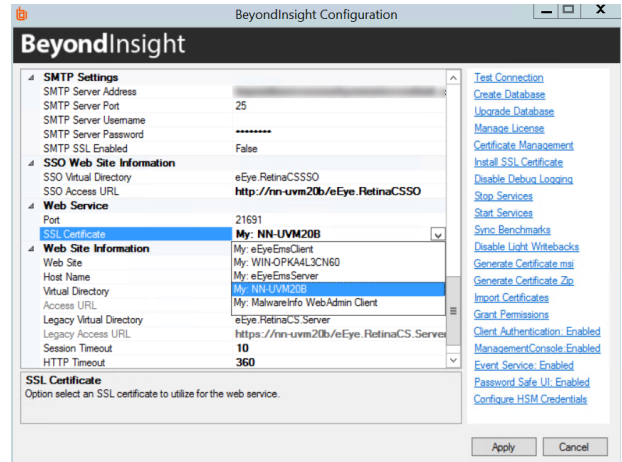 BeyondInsight Configuration
BeyondInsight
SMTP Settings
SMTP Server Address
SMTP Server Port 25
SMTP Server Username
SMTP Server Password ********
SMTP SSL Enabled False
SSO Web Site Information
SSO Virtual Directory eEye.RetinaCSSSO
SSO Access URL http://nn-uvm20b/eEye.RetinaCSSO
Web Service
Port 21691
SSL Certificate My: NN-UVM20B
Web Site Information My: eEyeEmsClient
Web Site My: WIN-OPKA4L3CN60
Host Name My: eEyeEmsServer
Virtual Directory My: NN-UVM20B
Access URL My: MalwareInfo WebAdmin Client
Legacy Virtual Directory eEye.RetinaCS.Server
Legacy Access URL https://nn-uvm20b/eEye.RetinaCS.Server
Session Timeout 10
HTTP Timeout 360
SSL Certificate
Option select an SSL certificate to utilize for the web service.
Test Connection
Create Database
Upgrade Database
Manage License
Certificate Management
Install SSL Certificate
Disable Debug Logging
Stop Services
Start Services
Sync Benchmarks
Disable Light Writebacks
Generate Certificate msi
Generate Certificate Zip
Import Certificates
Grant Permissions
Client Authentication: Enabled
ManagementConsole Enabled
Event Service: Enabled
Password Safe UI: Enabled
Configure HSM Credentials
Apply Cancel